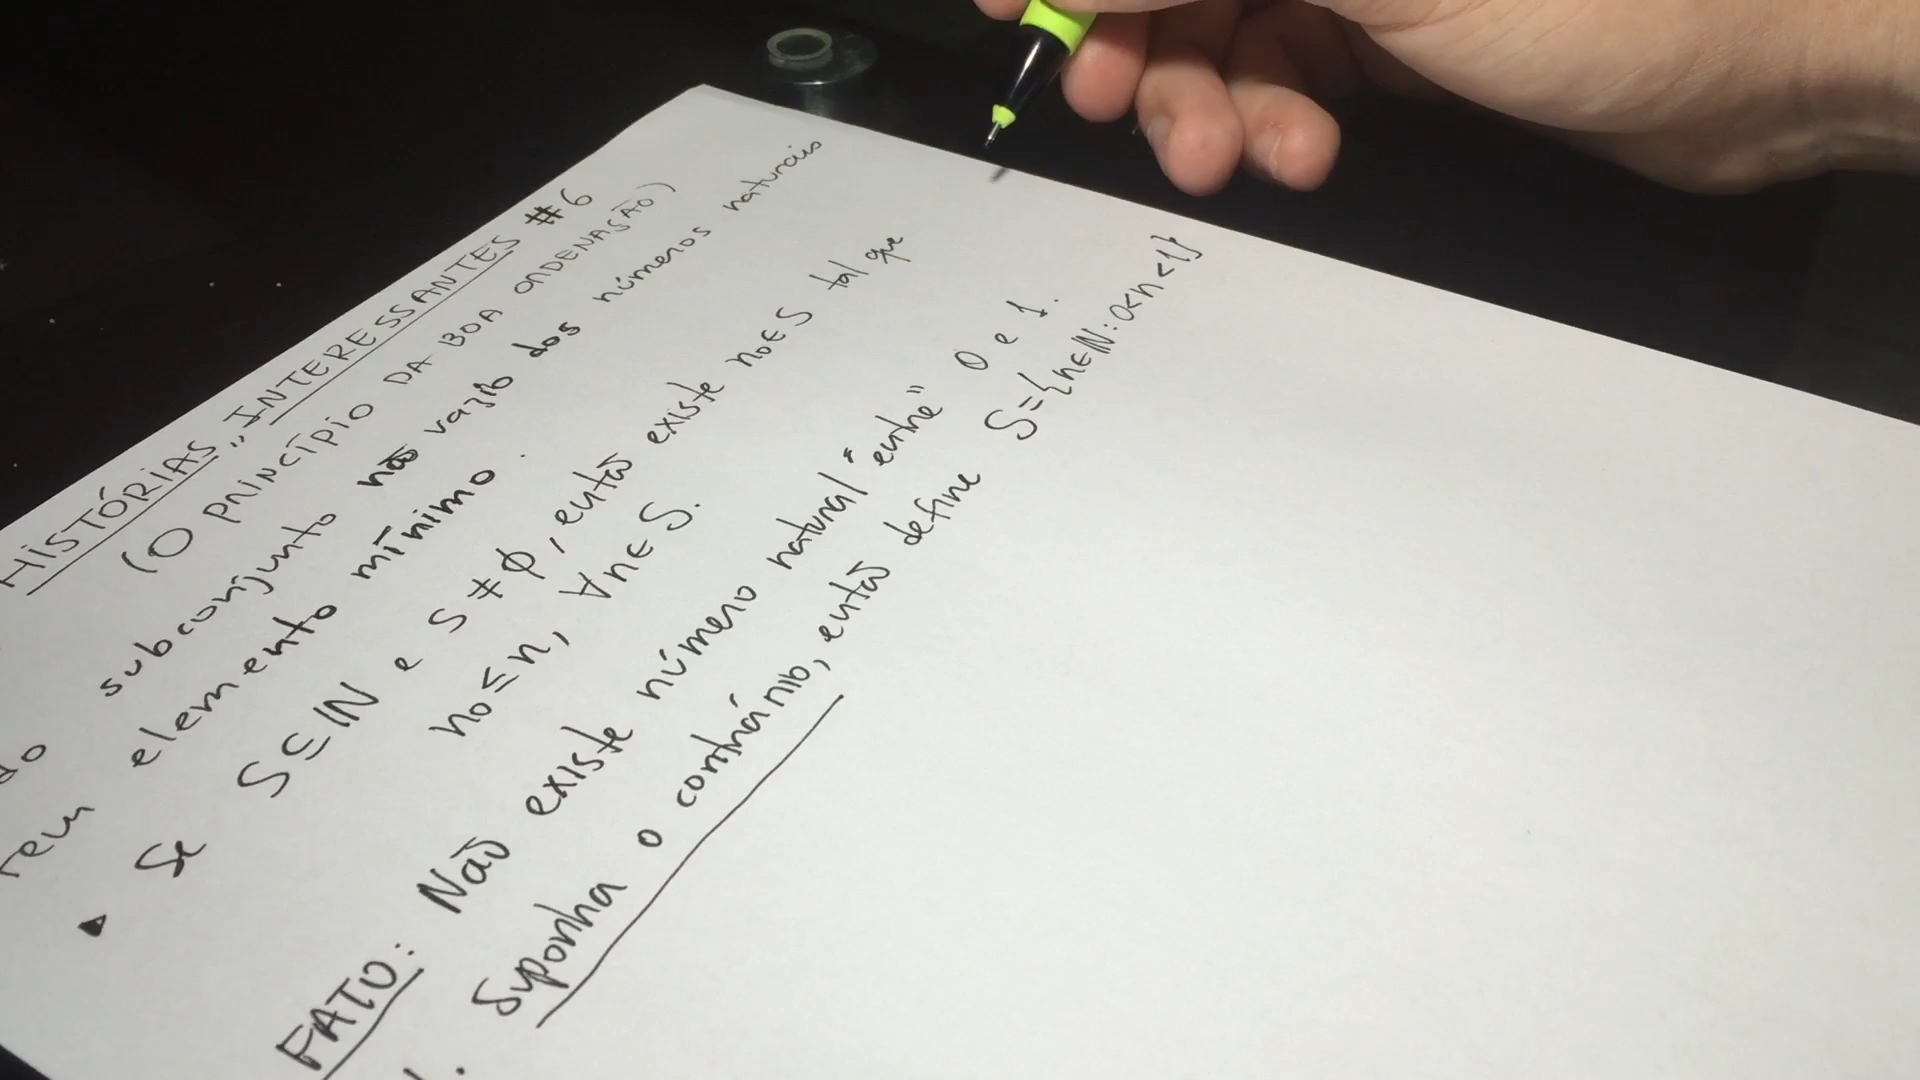 HISTÓRIAS „INTERESSANTES #6
(O PRINCÍPIO DA BOA ORDENAÇÃO)
do subconjunto não vazio dos números naturais
tem elemento mínimo.
▸ Se S ⊆ ℕ e S ≠ ∅, então existe n₀ ∈ S tal que
n₀ ≤ n, ∀n ∈ S.
FATO: Não existe número natural "entre" 0 e 1.
Suponha o contrário, então define S={n∈ℕ: 0<n<1}